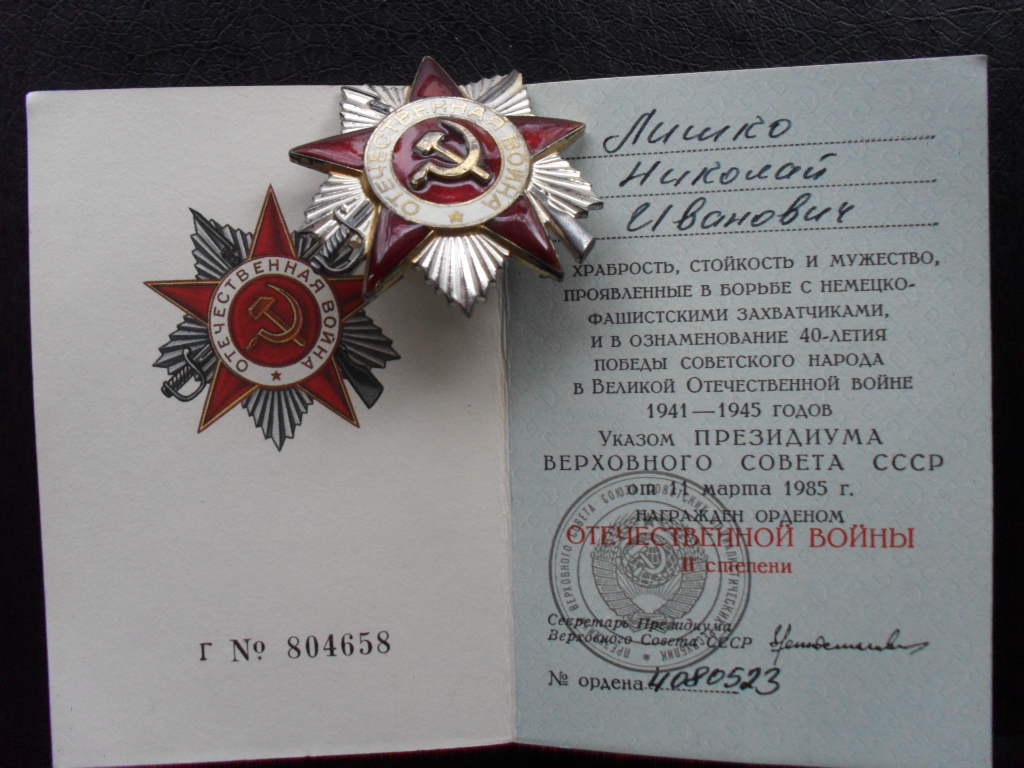 ОТЕЧЕСТВЕННАЯ ВОЙНА
ОТЕЧЕСТВЕННАЯ ВОЙНА
Г № 804658
Лишко
Николай
Иванович
ХРАБРОСТЬ, СТОЙКОСТЬ И МУЖЕСТВО,
ПРОЯВЛЕННЫЕ В БОРЬБЕ С НЕМЕЦКО-
ФАШИСТСКИМИ ЗАХВАТЧИКАМИ,
И В ОЗНАМЕНОВАНИЕ 40-ЛЕТИЯ
ПОБЕДЫ СОВЕТСКОГО НАРОДА
В ВЕЛИКОЙ ОТЕЧЕСТВЕННОЙ ВОЙНЕ
1941—1945 ГОДОВ
УКАЗОМ ПРЕЗИДИУМА
ВЕРХОВНОГО СОВЕТА СССР
от 11 марта 1985 г.
НАГРАЖДЕН ОРДЕНОМ
ОТЕЧЕСТВЕННОЙ ВОЙНЫ
II степени
Секретарь Президиума
Верховного Совета СССР
№ ордена 4080523